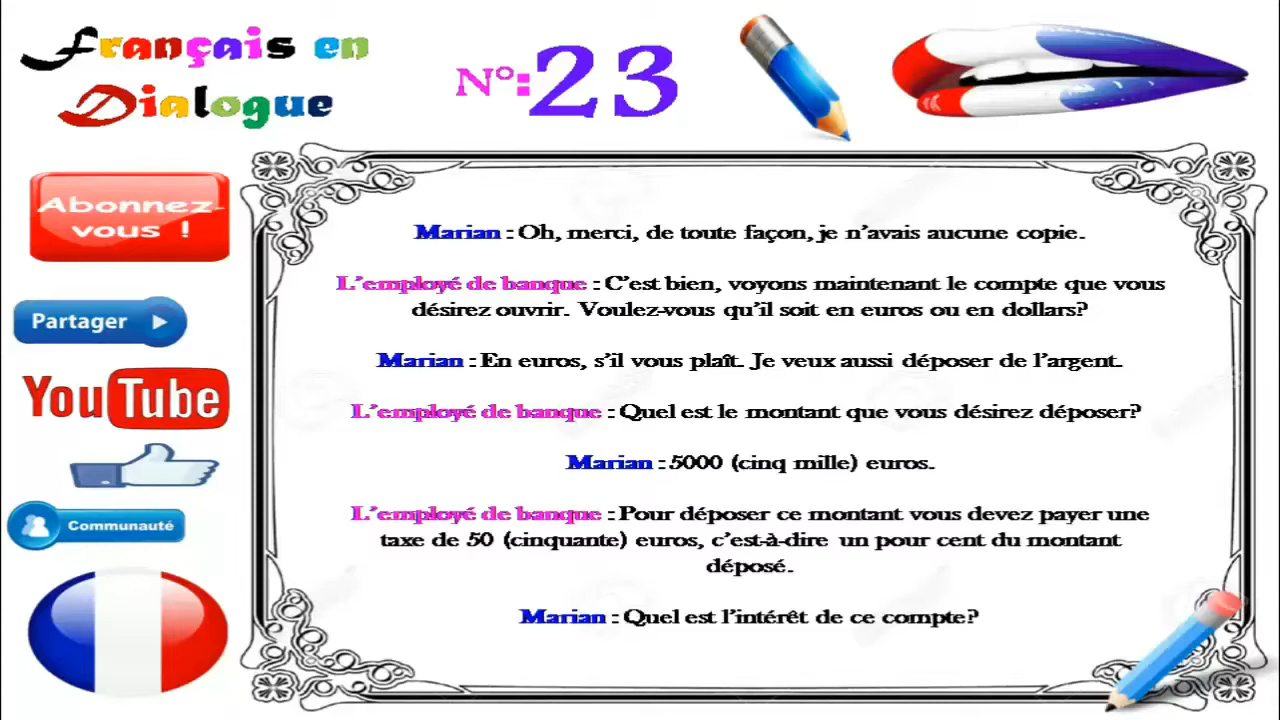 Français en
Dialogue
N°:23
Abonnez-
vous !
Partager
YouTube
Communauté
Marian : Oh, merci, de toute façon, je n'avais aucune copie.
L'employé de banque : C'est bien, voyons maintenant le compte que vous
désirez ouvrir. Voulez-vous qu'il soit en euros ou en dollars?
Marian : En euros, s'il vous plaît. Je veux aussi déposer de l'argent.
L'employé de banque : Quel est le montant que vous désirez déposer?
Marian : 5000 (cinq mille) euros.
L'employé de banque : Pour déposer ce montant vous devez payer une
taxe de 50 (cinquante) euros, c'est-à-dire un pour cent du montant
déposé.
Marian : Quel est l'intérêt de ce compte?